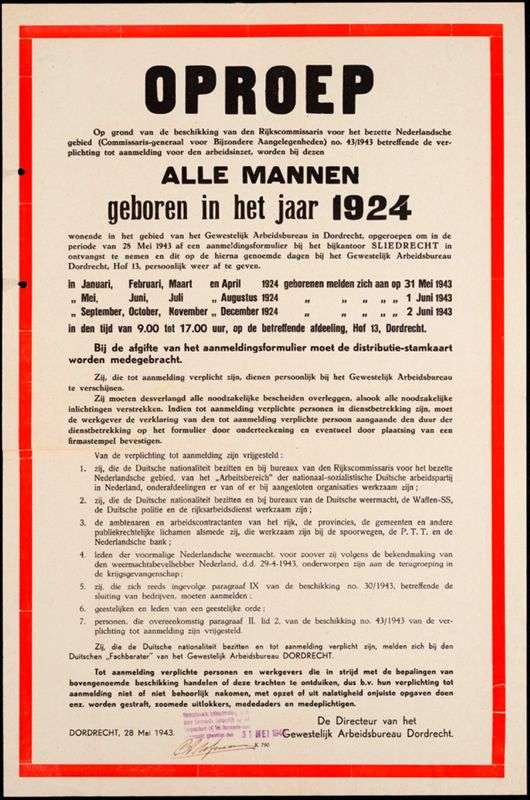 OPROEP
Op grond van de beschikking van den Rijkscommissaris voor het bezette Nederlandsche
gebied (Commissaris-generaal voor Bijzondere Aangelegenheden) no. 43/1943 betreffende de ver-
plichting tot aanmelding voor den arbeidsinzet, worden bij dezen
ALLE MANNEN
geboren in het jaar 1924
wonende in het gebied van het Gewestelijk Arbeidsbureau in Dordrecht, opgeroepen om in de
periode van 28 Mei 1943 af een aanmeldingsformulier bij het bijkantoor SLIEDRECHT in
ontvangst te nemen en dit op de hierna genoemde dagen bij het Gewestelijk Arbeidsbureau
Dordrecht, Hof 13, persoonlijk weer af te geven.
in Januari, Februari, Maart en April 1924 geborenen melden zich aan op 31 Mei 1943
„ Mei, Juni, Juli „ Augustus 1924 „ „ „ „ „ 1 Juni 1943
„ September, October, November „ December 1924 „ „ „ „ „ 2 Juni 1943
in den tijd van 9.00 tot 17.00 uur, op de betreffende afdeeling, Hof 13, Dordrecht.
Bij de afgifte van het aanmeldingsformulier moet de distributie-stamkaart
worden medegebracht.
Zij, die tot aanmelding verplicht zijn, dienen persoonlijk bij het Gewestelijk Arbeidsbureau
te verschijnen.
Zij moeten desverlangd alle noodzakelijke bescheiden overleggen, alsook alle noodzakelijke
inlichtingen verstrekken. Indien tot aanmelding verplichte personen in dienstbetrekking zijn, moet
de werkgever de verklaring van den tot aanmelding verplichte persoon aangaande den duur der
dienstbetrekking op het formulier door onderteekening en eventueel door plaatsing van een
firmastempel bevestigen.
Van de verplichting tot aanmelding zijn vrijgesteld :
1. zij, die de Duitsche nationaliteit bezitten en bij bureaux van den Rijkscommissaris voor het bezette
Nederlandsche gebied, van het „Arbeitsbereich” der nationaal-socialistische Duitsche arbeidspartij
in Nederland, onderafdeelingen er van of er bij aangesloten organisaties werkzaam zijn ;
2. zij, die de Duitsche nationaliteit bezitten en bij bureaux van de Duitsche weermacht, de Waffen-SS,
de Duitsche politie en de rijksarbeidsdienst werkzaam zijn ;
3. de ambtenaren en arbeidscontractanten van het rijk, de provincies, de gemeenten en andere
publiekrechtelijke lichamen alsmede zij, die werkzaam zijn bij de spoorwegen, de P. T. T. en de
Nederlandsche bank ;
4. leden der voormalige Nederlandsche weermacht, voor zoover zij volgens de bekendmaking van
den weermachtsbevelhebber Nederland, d.d. 29-4-1943, onderworpen zijn aan de terugroeping in
de krijgsgevangenschap ;
5. zij, die zich reeds ingevolge paragraaf IX van de beschikking no. 30/1943, betreffende de
sluiting van bedrijven, moeten aanmelden ;
6. geestelijken en leden van een geestelijke orde ;
7. personen, die overeenkomstig paragraaf II, lid 2, van de beschikking no. 43/1943 van de ver-
plichting tot aanmelding zijn vrijgesteld.
Zij, die de Duitsche nationaliteit bezitten en tot aanmelding verplicht zijn, melden zich bij den
Duitschen „Fachberater” van het Gewestelijk Arbeidsbureau DORDRECHT.
Tot aanmelding verplichte personen en werkgevers die in strijd met de bepalingen van
bovengenoemde beschikking handelen of deze trachten te ontduiken, dus b.v. hun verplichting tot
aanmelding niet of niet behoorlijk nakomen, met opzet of uit nalatigheid onjuiste opgaven doen
enz. worden gestraft, zoomede uitlokkers, mededaders en medeplichtigen.
De Directeur van het
DORDRECHT, 28 Mei 1943. 31 MEI 194 K 790 Gewestelijk Arbeidsbureau Dordrecht.